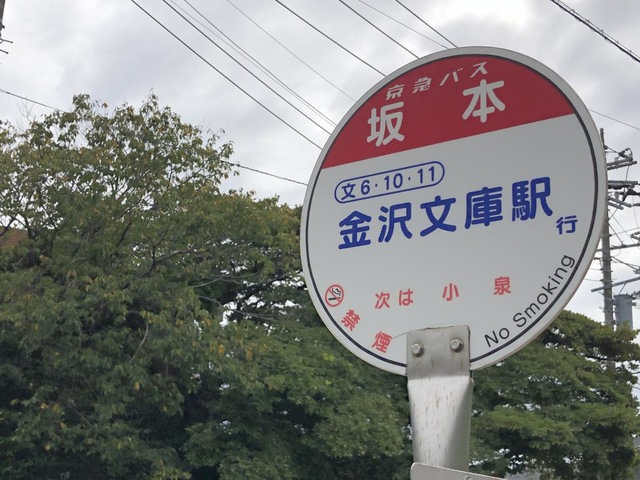 京急バス
坂本
文6・10・11
金沢文庫駅行
次は小泉
禁煙
No Smoking